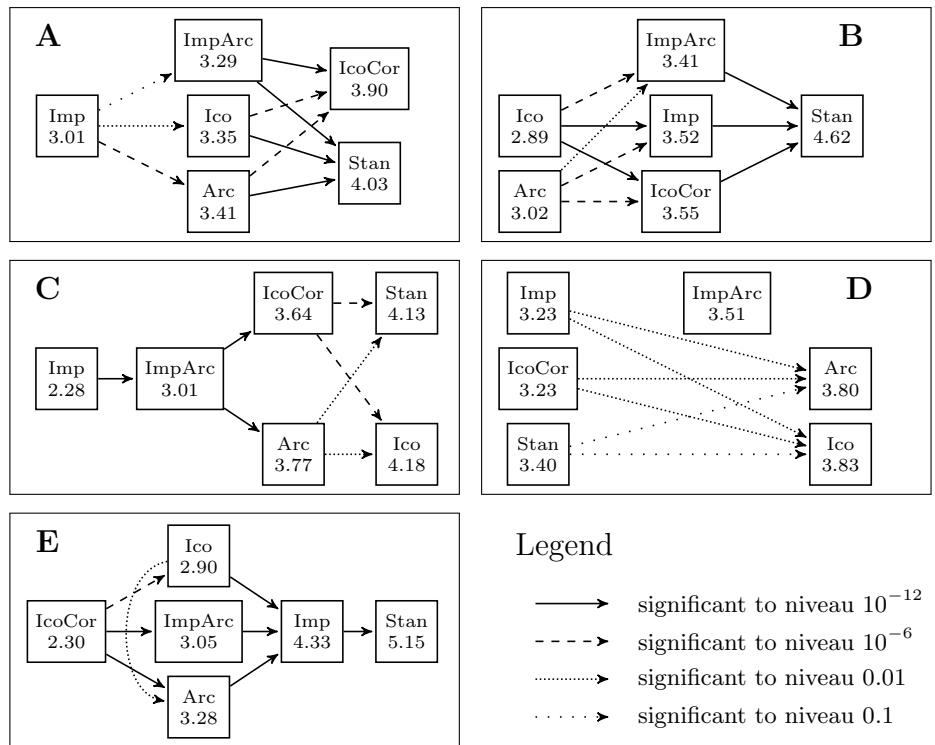 A
ImpArc
3.29
IcoCor
3.90
Imp
3.01
Ico
3.35
Stan
4.03
Arc
3.41
B
ImpArc
3.41
Ico
2.89
Imp
3.52
Stan
4.62
Arc
3.02
IcoCor
3.55
C
IcoCor
3.64
Stan
4.13
Imp
2.28
ImpArc
3.01
Arc
3.77
Ico
4.18
D
Imp
3.23
ImpArc
3.51
IcoCor
3.23
Arc
3.80
Stan
3.40
Ico
3.83
E
Ico
2.90
IcoCor
2.30
ImpArc
3.05
Imp
4.33
Stan
5.15
Arc
3.28
Legend
significant to niveau 10⁻¹²
significant to niveau 10⁻⁶
significant to niveau 0.01
significant to niveau 0.1